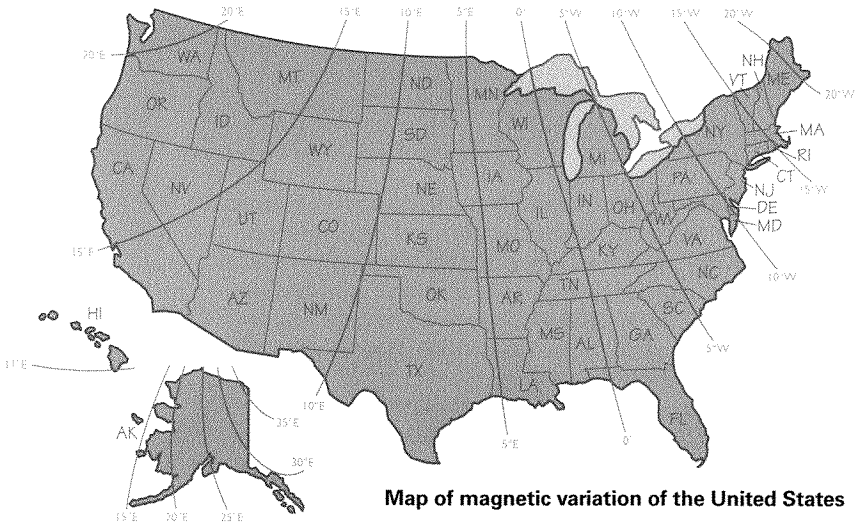 20°E 15°E 10°E 5°E 0° 5°W 10°W 15°W 20°W
NH
VT ME
WA
20°E
MT ND MN
20°W
OR
ID
SD WI
NY
MA
WY
MI
RI
CA
NV
NE IA
PA
CT
15°W
NJ
UT
IL IN OH
DE
CO
WV
MD
KS MO
KY
VA
15°E
10°W
TN
NC
AZ NM
OK AR
SC
HI
MS AL GA
5°W
TX
LA
11°E
FL
10°E
35°E
AK
5°E 0°
30°E
15°E 20°E 25°E
Map of magnetic variation of the United States